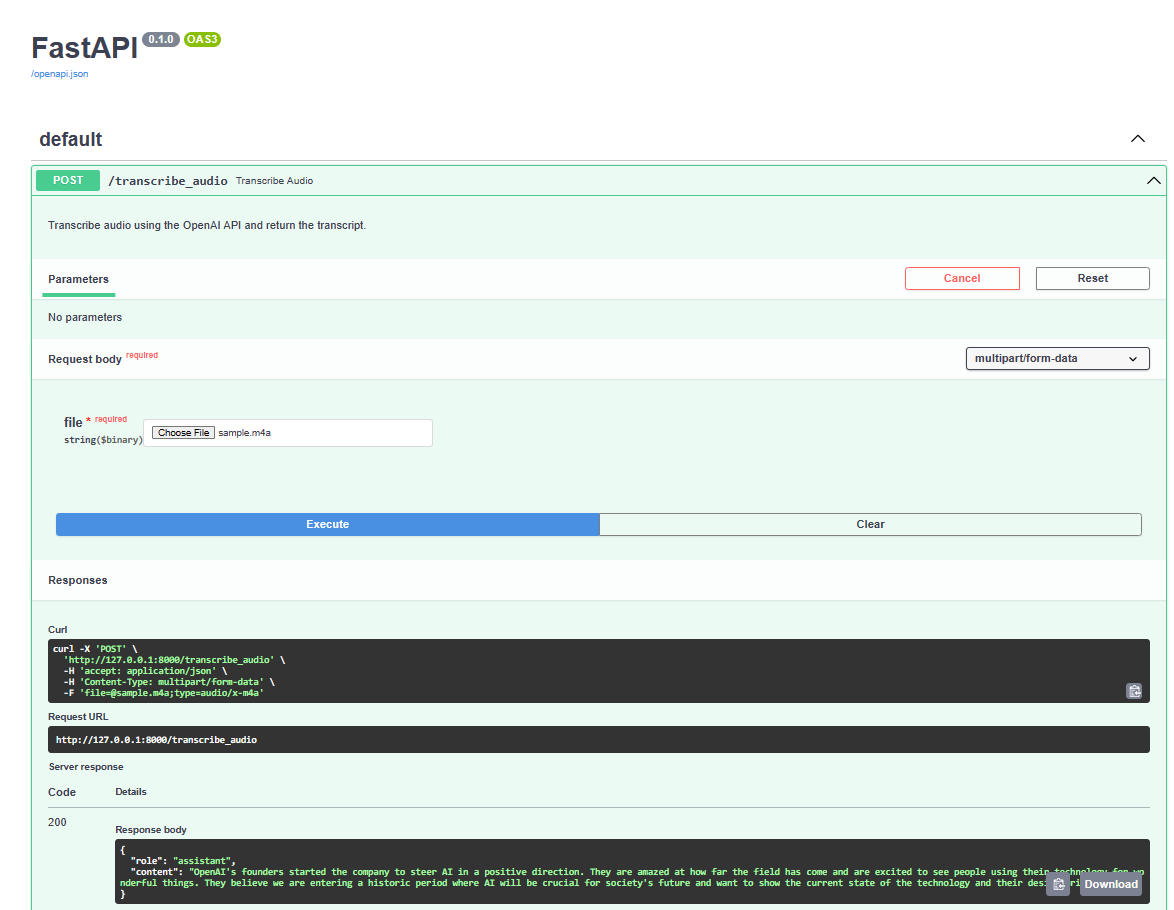 FastAPI 0.1.0 OAS3
/openapi.json
default
POST /transcribe_audio Transcribe Audio
Transcribe audio using the OpenAI API and return the transcript.
Parameters Cancel Reset
No parameters
Request body required multipart/form-data
file * required
string($binary) Choose File sample.m4a
Execute Clear
Responses
Curl
curl -X 'POST' \
'http://127.0.0.1:8000/transcribe_audio' \
-H 'accept: application/json' \
-H 'Content-Type: multipart/form-data' \
-F 'file=@sample.m4a;type=audio/x-m4a'
Request URL
http://127.0.0.1:8000/transcribe_audio
Server response
Code Details
200
Response body
{
"role": "assistant",
"content": "OpenAI's founders started the company to steer AI in a positive direction. They are amazed at how far the field has come and are excited to see people using their technology for wo
nderful things. They believe we are entering a historic period where AI will be crucial for society's future and want to show the current state of the technology and their
}
Download